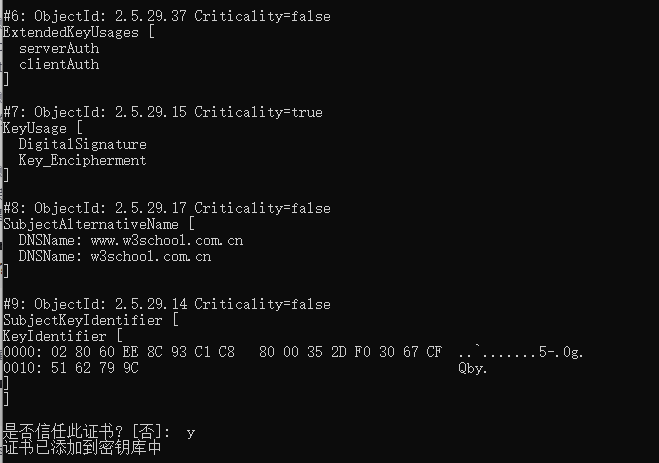 #6: ObjectId: 2.5.29.37 Criticality=false
ExtendedKeyUsages [
  serverAuth
  clientAuth
]
#7: ObjectId: 2.5.29.15 Criticality=true
KeyUsage [
  DigitalSignature
  Key_Encipherment
]
#8: ObjectId: 2.5.29.17 Criticality=false
SubjectAlternativeName [
  DNSName: www.w3school.com.cn
  DNSName: w3school.com.cn
]
#9: ObjectId: 2.5.29.14 Criticality=false
SubjectKeyIdentifier [
KeyIdentifier [
0000: 02 80 60 EE 8C 93 C1 C8   80 00 35 2D F0 30 67 CF  ..`.......5-.0g.
0010: 51 62 79 9C                                        Qby.
]
]
是否信任此证书? [否]:  y
证书已添加到密钥库中